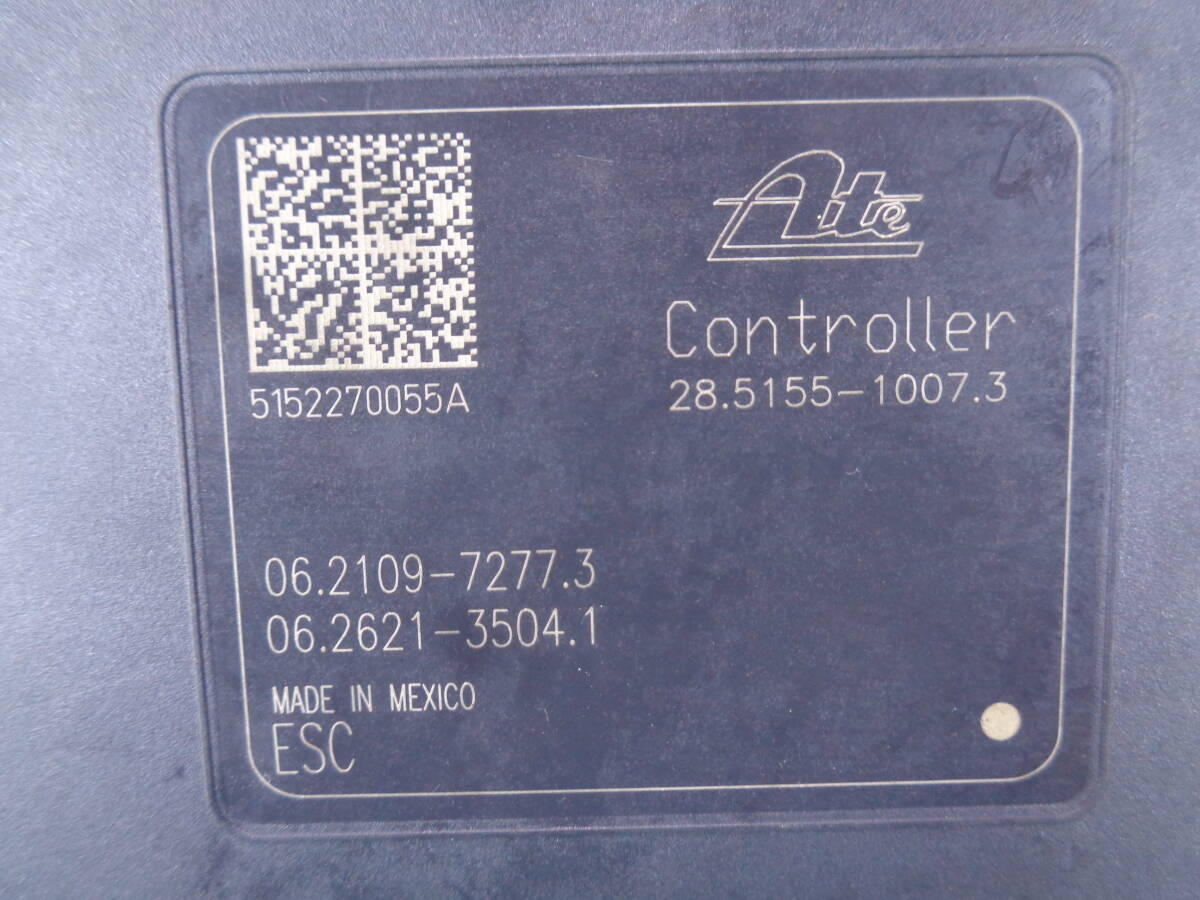 Ate
Controller
28.5155-1007.3
5152270055A
06.2109-7277.3
06.2621-3504.1
MADE IN MEXICO
ESC